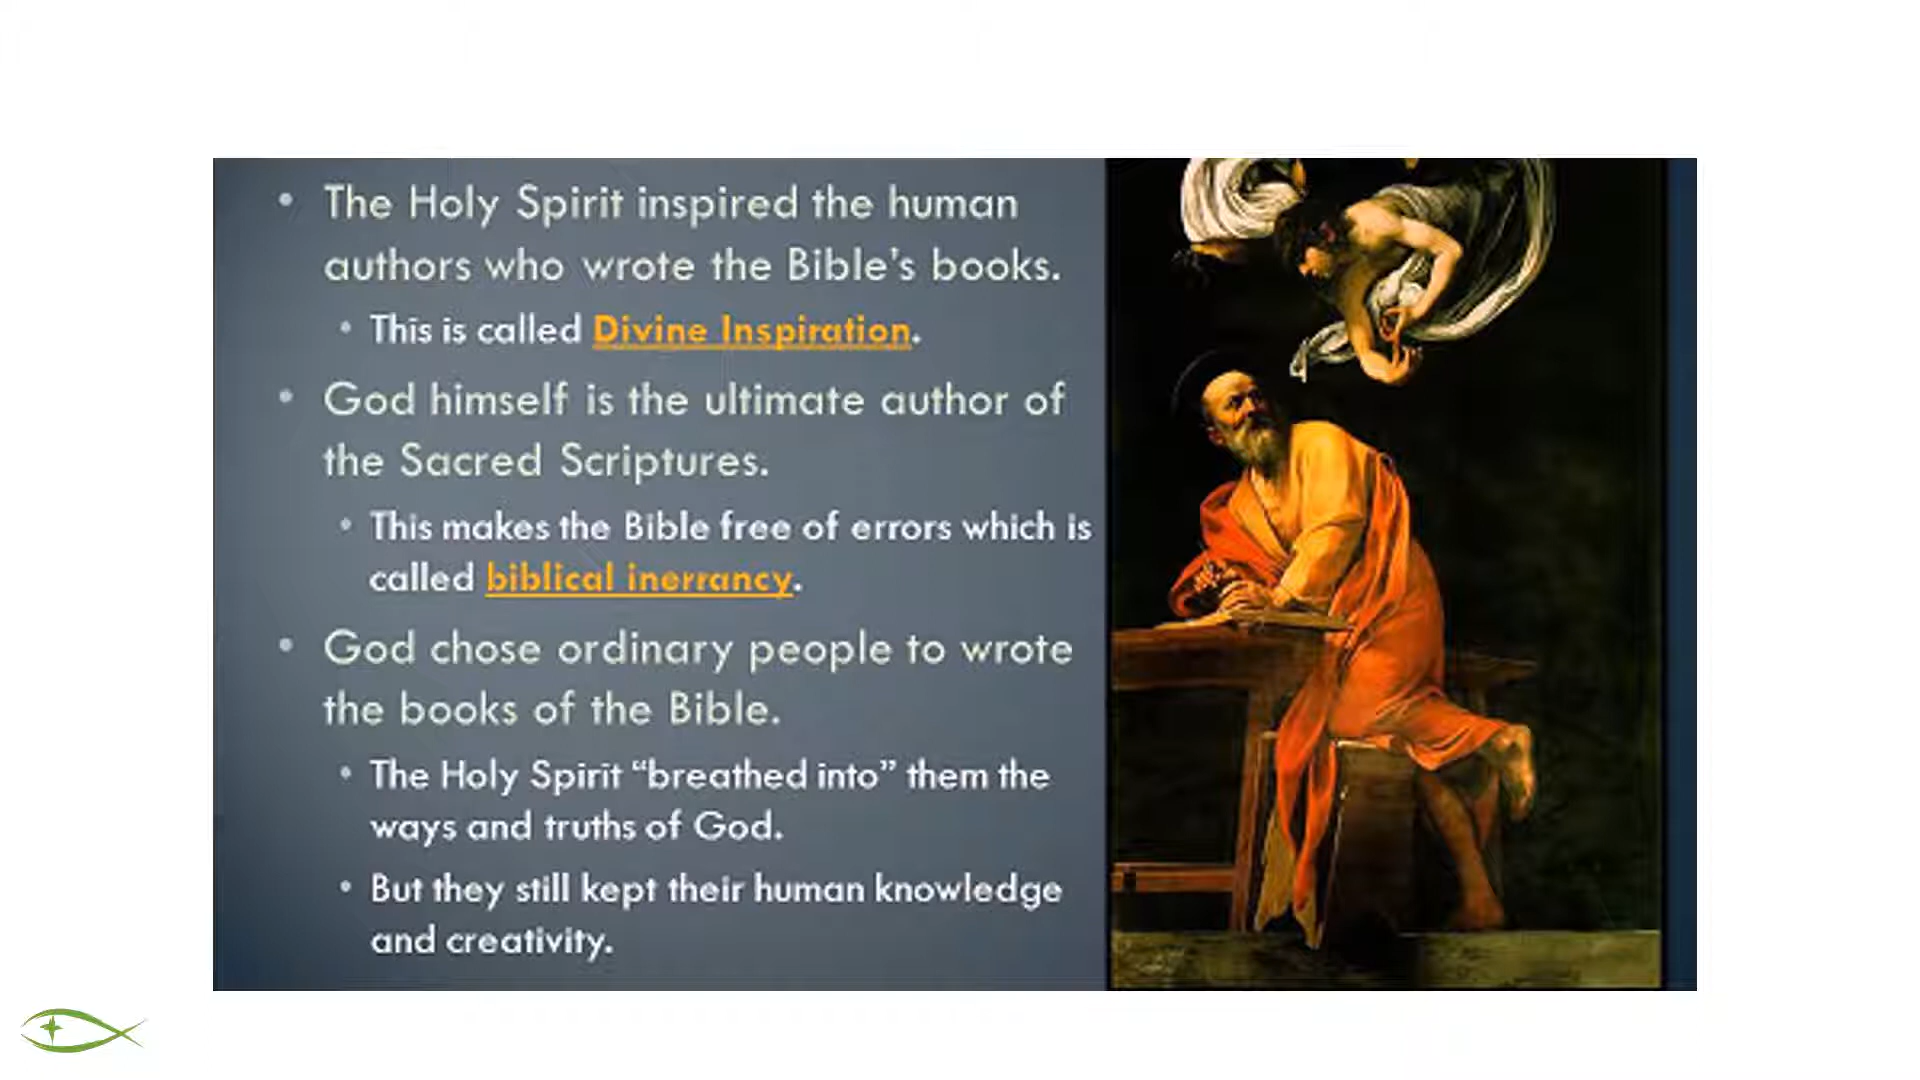 • The Holy Spirit inspired the human
authors who wrote the Bible’s books.
• This is called Divine Inspiration.
• God himself is the ultimate author of
the Sacred Scriptures.
• This makes the Bible free of errors which is
called biblical inerrancy.
• God chose ordinary people to wrote
the books of the Bible.
• The Holy Spirit “breathed into” them the
ways and truths of God.
• But they still kept their human knowledge
and creativity.